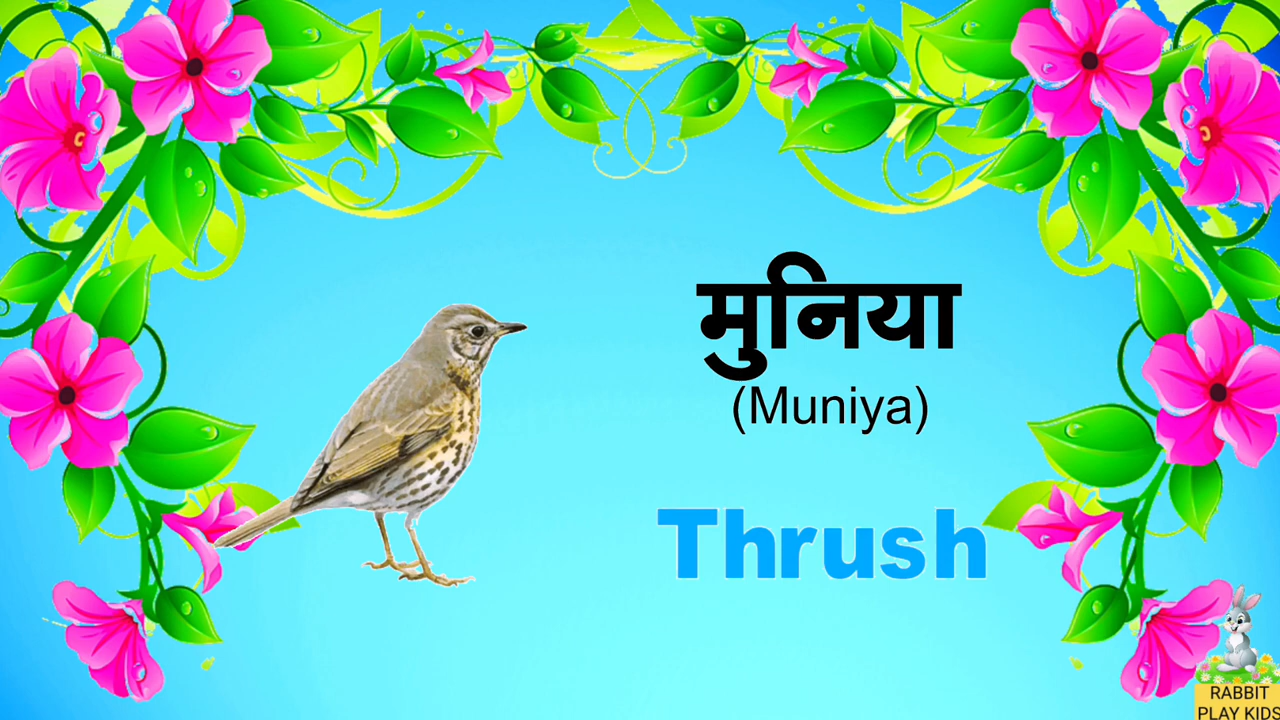 मुनिया
(Muniya)
Thrush
RABBIT
PLAY KIDS